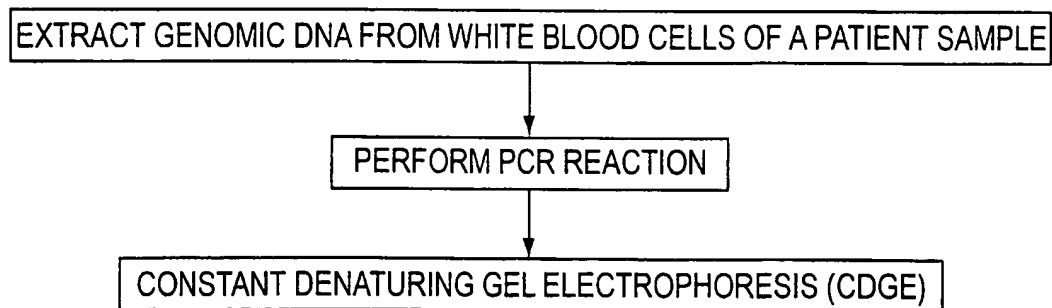 EXTRACT GENOMIC DNA FROM WHITE BLOOD CELLS OF A PATIENT SAMPLE
PERFORM PCR REACTION
CONSTANT DENATURING GEL ELECTROPHORESIS (CDGE)